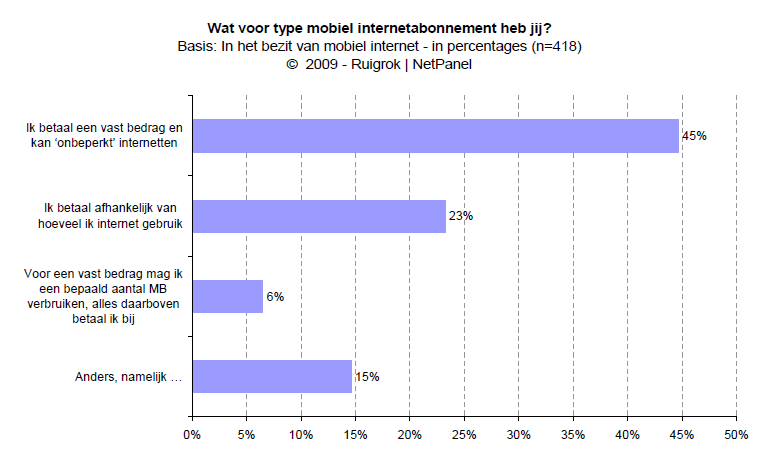 Wat voor type mobiel internetabonnement heb jij?
Basis: In het bezit van mobiel internet - in percentages (n=418)
© 2009 - Ruigrok | NetPanel
Ik betaal een vast bedrag en
kan ‘onbeperkt’ internetten
45%
Ik betaal afhankelijk van
hoeveel ik internet gebruik
23%
Voor een vast bedrag mag ik
een bepaald aantal MB
verbruiken, alles daarboven
betaal ik bij
6%
Anders, namelijk …
15%
0% 5% 10% 15% 20% 25% 30% 35% 40% 45% 50%